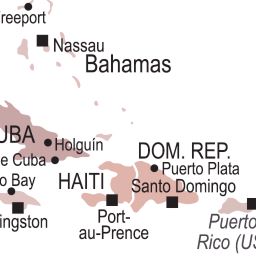 reeport
Nassau
Bahamas
UBA
Holguín
e Cuba
DOM. REP.
Puerto Plata
o Bay
HAITI
Santo Domingo
ingston
Port-
au-Prence
Puerto
Rico (US